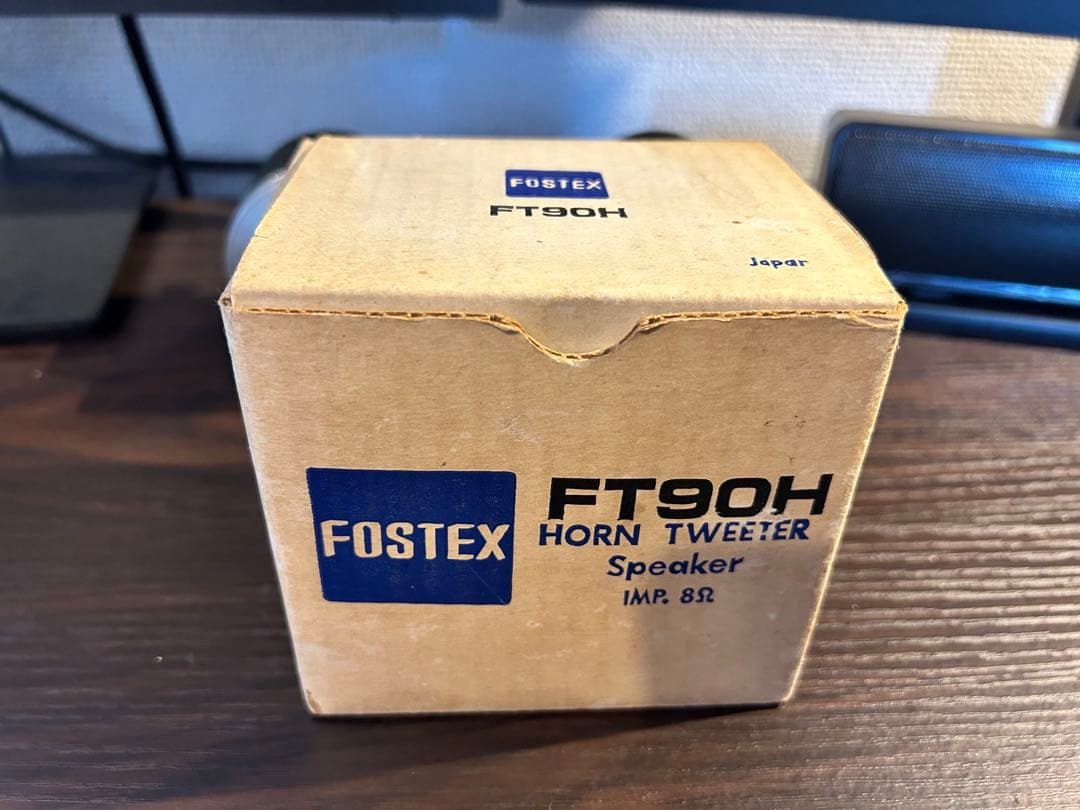 FOSTEX
FT90H
Japan
FOSTEX
FT90H
HORN TWEETER
Speaker
IMP. 8Ω